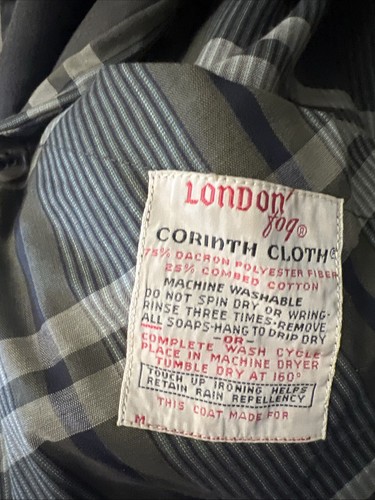 LONDON
fog®
CORINTH CLOTH®
75% DACRON POLYESTER FIBER
25% COMBED COTTON
MACHINE WASHABLE
DO NOT SPIN DRY OR WRING·
RINSE THREE TIMES·REMOVE
ALL SOAPS·HANG TO DRIP DRY
-OR-
COMPLETE WASH CYCLE
PLACE IN MACHINE DRYER
TUMBLE DRY AT 160°
TOUCH UP IRONING HELPS
RETAIN RAIN REPELLENCY
THIS COAT MADE FOR
M